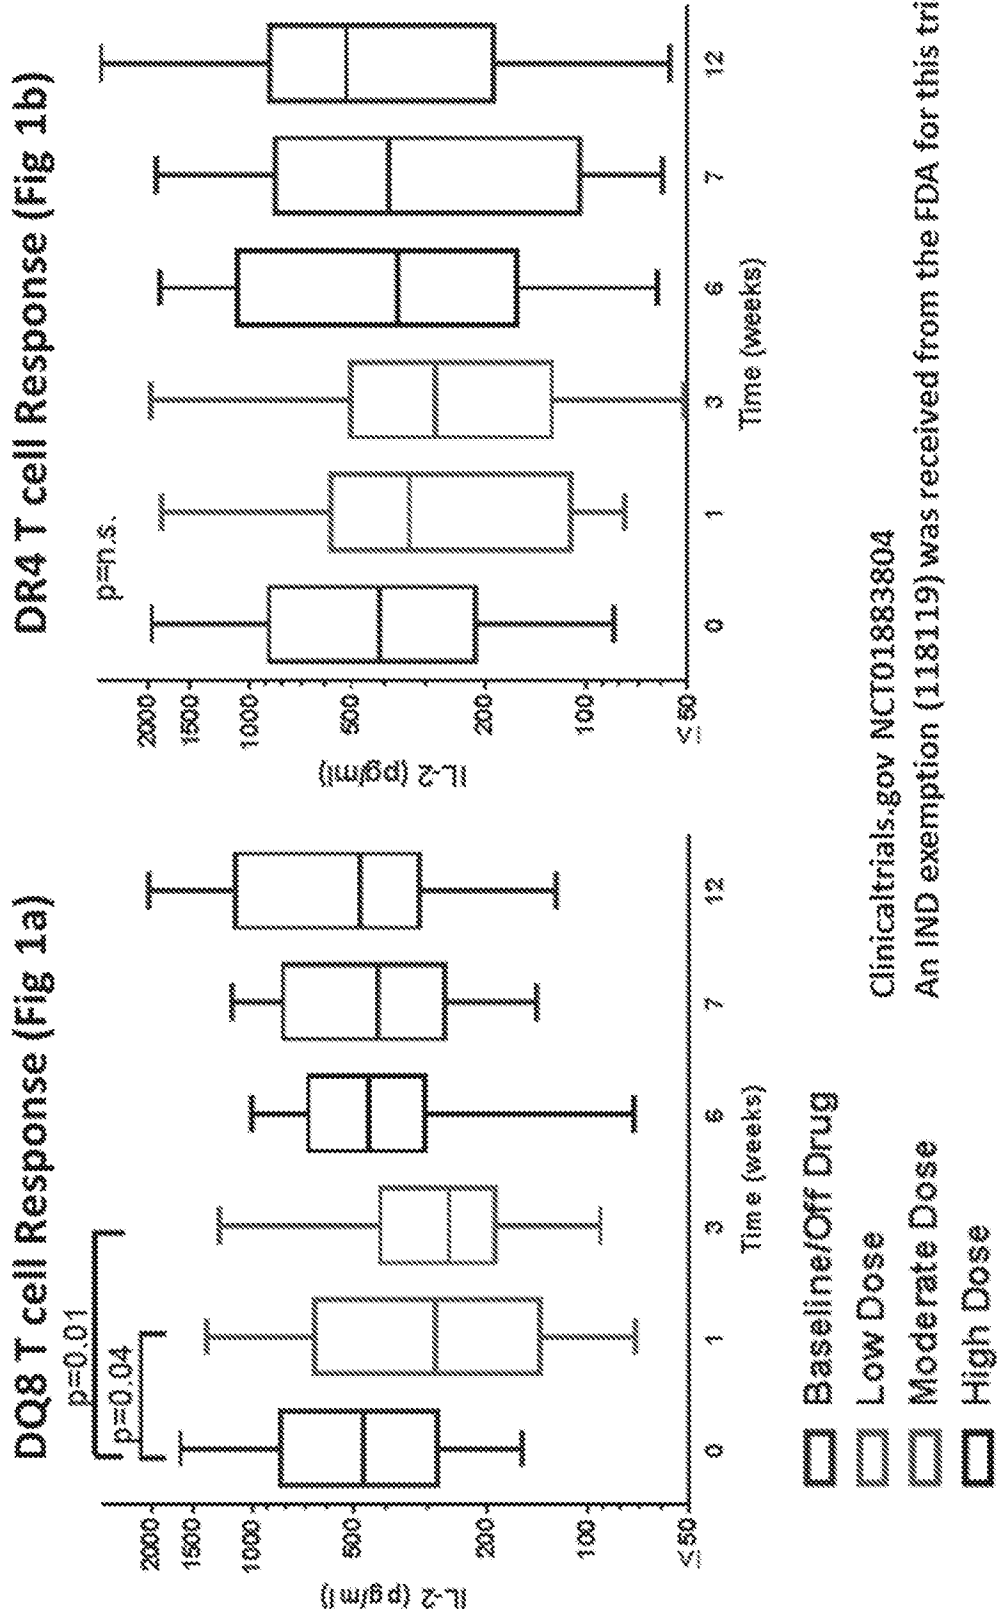 DQ8 T cell Response (Fig 1a)
p=0.01
p=0.04
IL-2 (pg/ml)
2000
1500
1000
500
200
100
≤50
0
1
3
6
7
12
Time (weeks)
DR4 T cell Response (Fig 1b)
p=n.s.
IL-2 (pg/ml)
2000
1500
1000
500
200
100
≤50
0
1
3
6
7
12
Time (weeks)
Baseline/Off Drug
Low Dose
Moderate Dose
High Dose
Clinicaltrials.gov NCT01883804
An IND exemption (118119) was received from the FDA for this tri